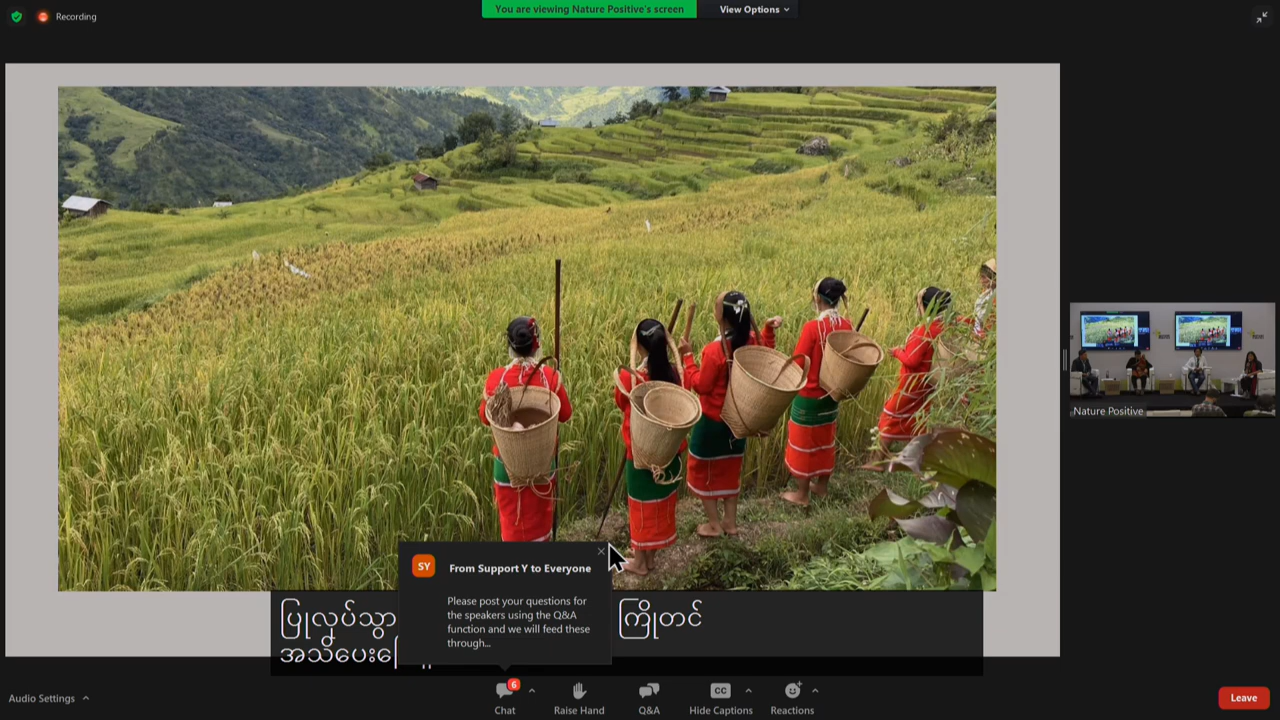 Recording
You are viewing Nature Positive's screen
View Options
Nature Positive
SY
From Support Y to Everyone
Please post your questions for
the speakers using the Q&A
function and we will feed these
through...
ပြုလုပ်သွာ
ကြိုတင်
အသိပေး
Audio Settings
6
Chat
Raise Hand
Q&A
CC
Hide Captions
Reactions
Leave